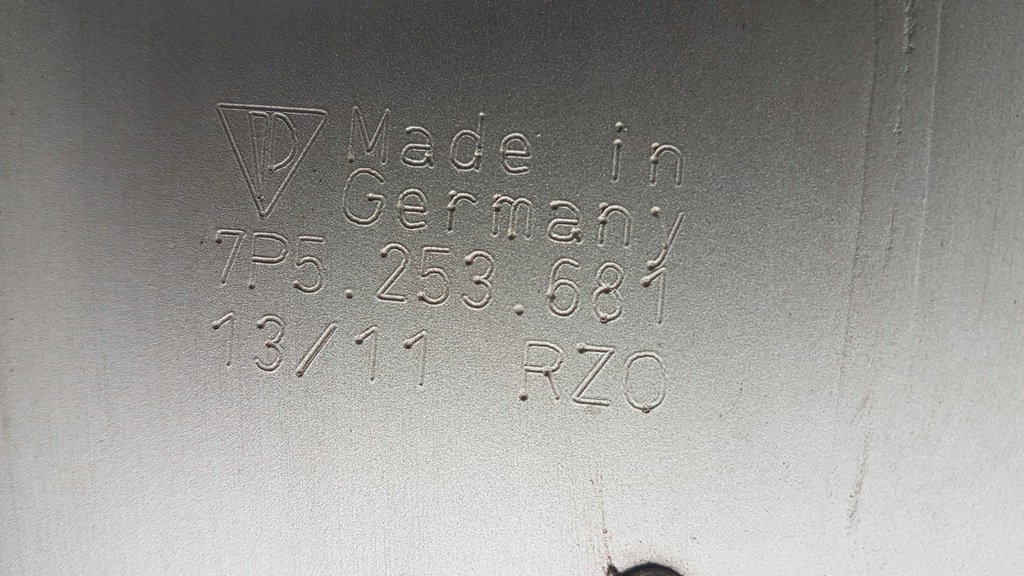 Made in
Germany
7P5.253.681
13/11 RZO